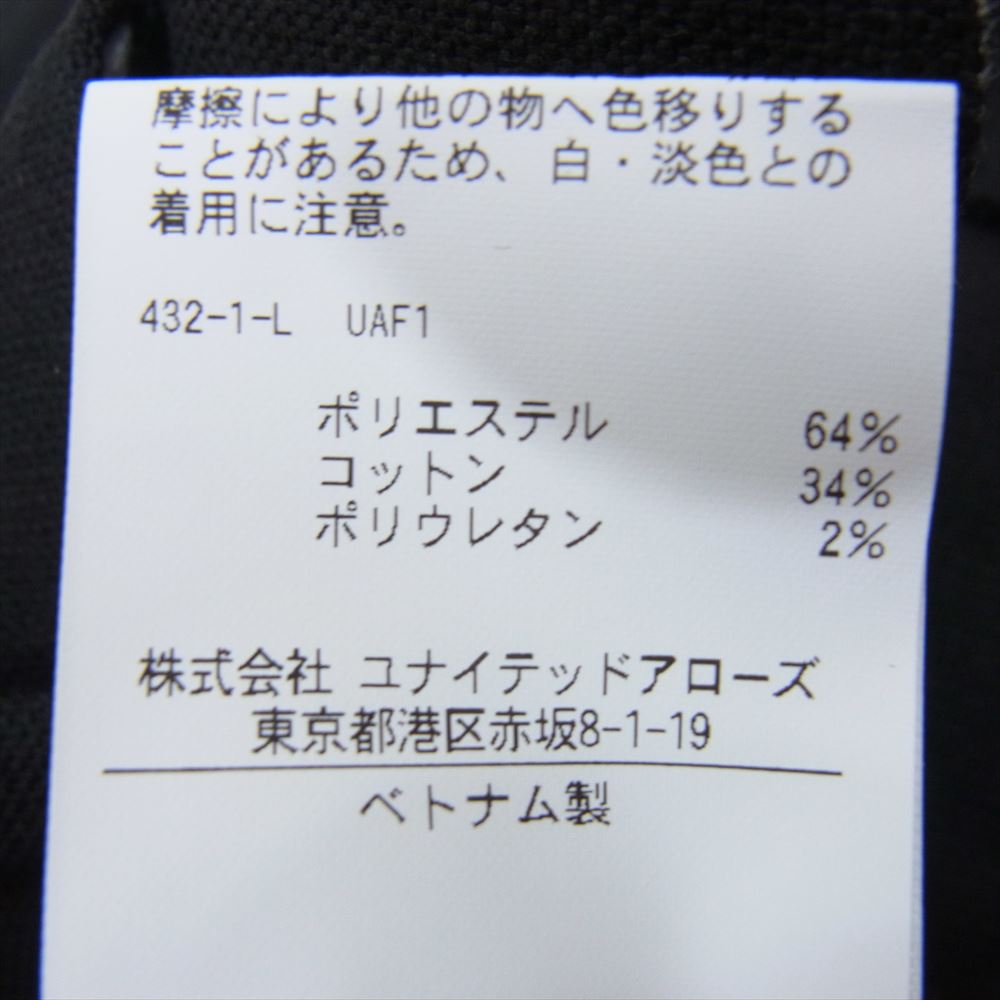 摩擦により他の物へ色移りする
ことがあるため、白・淡色との
着用に注意。
432-1-L UAF1
ポリエステル 64%
コットン 34%
ポリウレタン 2%
株式会社 ユナイテッドアローズ
東京都港区赤坂8-1-19
ベトナム製